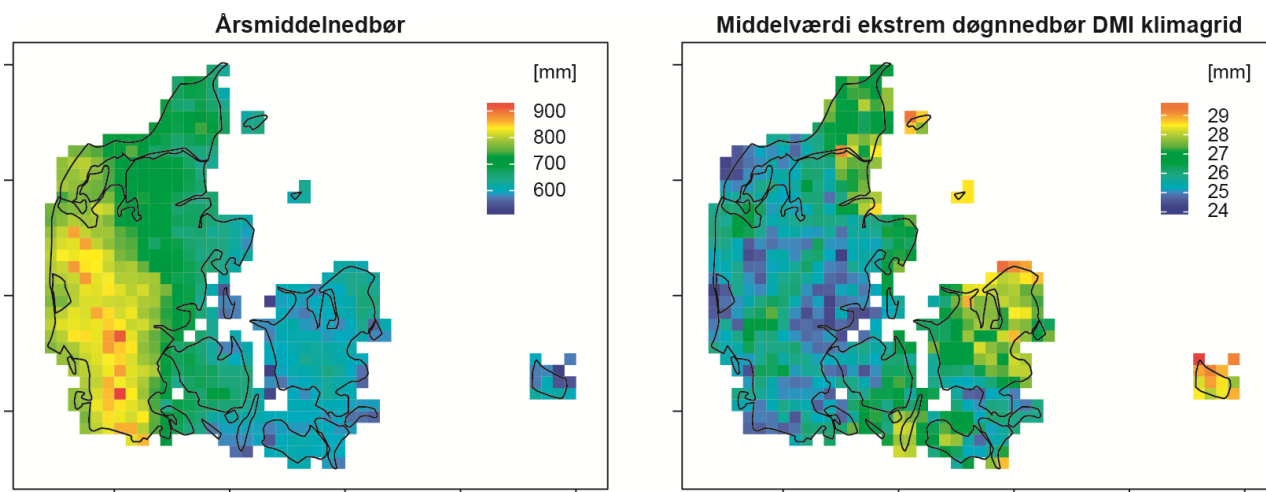 Årsmiddelnedbør
[mm]
900
800
700
600
Middelværdi ekstrem døgnnedbør DMI klimagrid
[mm]
29
28
27
26
25
24